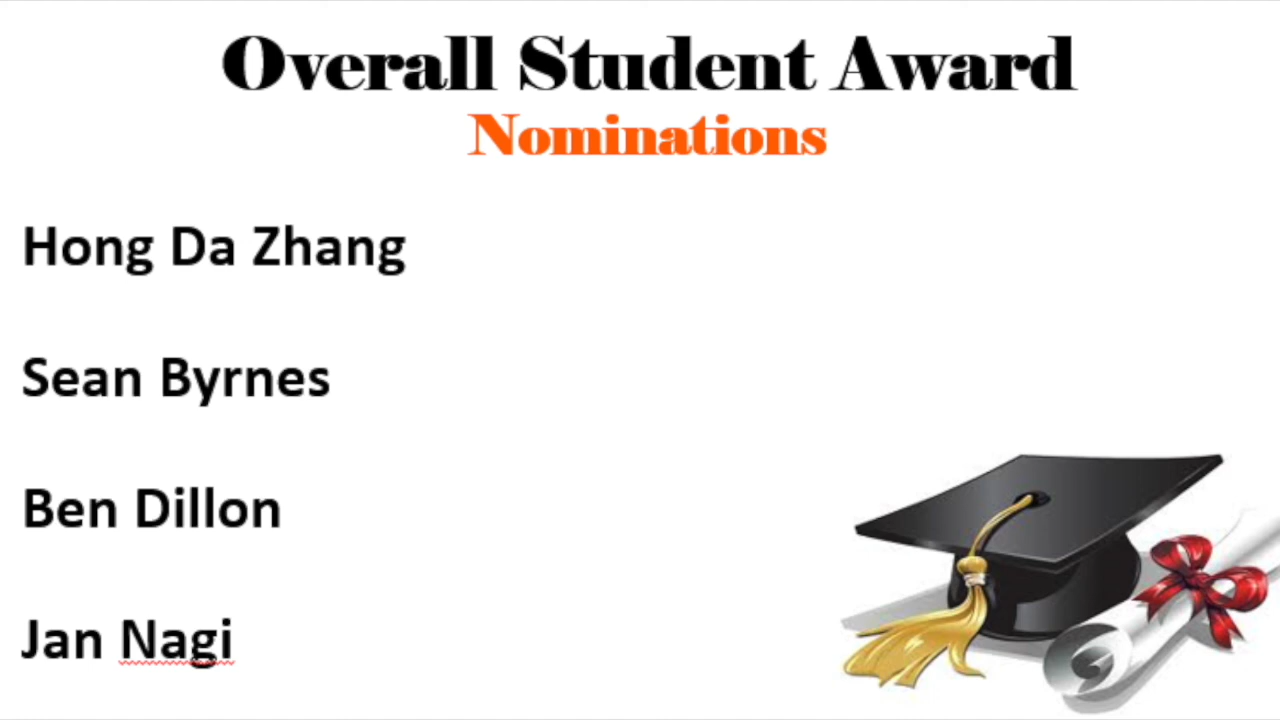 Overall Student Award
Nominations
Hong Da Zhang
Sean Byrnes
Ben Dillon
Jan Nagi